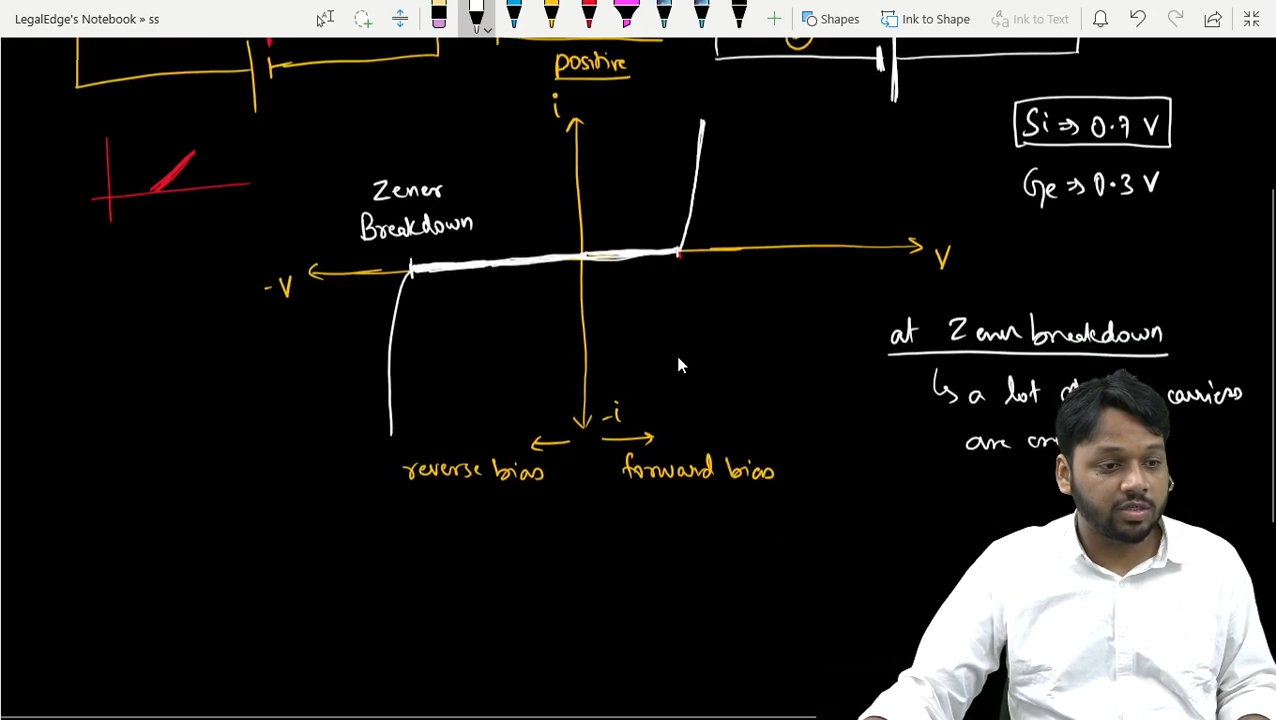 LegalEdge's Notebook » ss
Shapes
Ink to Shape
Ink to Text
positive
i
Si ⇒ 0.7 V
Zener
Breakdown
Ge ⇒ 0.3 V
-V
V
at Zener breakdown
↳ a lot carriers
are
-i
reverse bias
forward bias